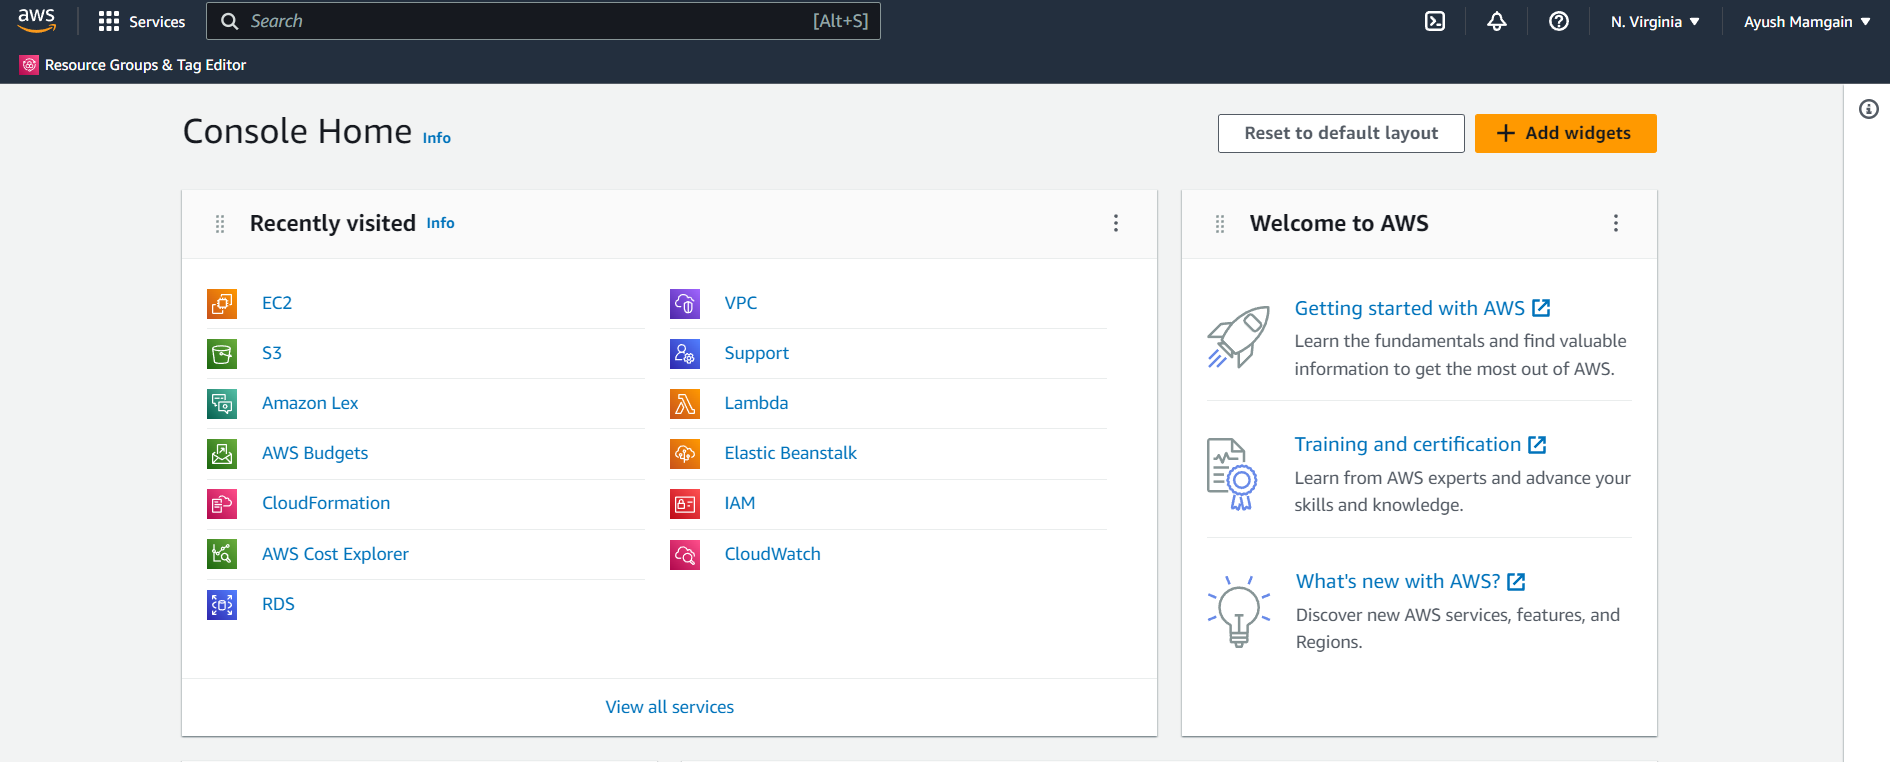 aws
Services
Search
[Alt+S]
N. Virginia
Ayush Mamgain
Resource Groups & Tag Editor
Console Home
Info
Reset to default layout
Add widgets
Recently visited
Info
EC2
S3
Amazon Lex
AWS Budgets
CloudFormation
AWS Cost Explorer
RDS
VPC
Support
Lambda
Elastic Beanstalk
IAM
CloudWatch
View all services
Welcome to AWS
Getting started with AWS
Learn the fundamentals and find valuable
information to get the most out of AWS.
Training and certification
Learn from AWS experts and advance your
skills and knowledge.
What's new with AWS?
Discover new AWS services, features, and
Regions.